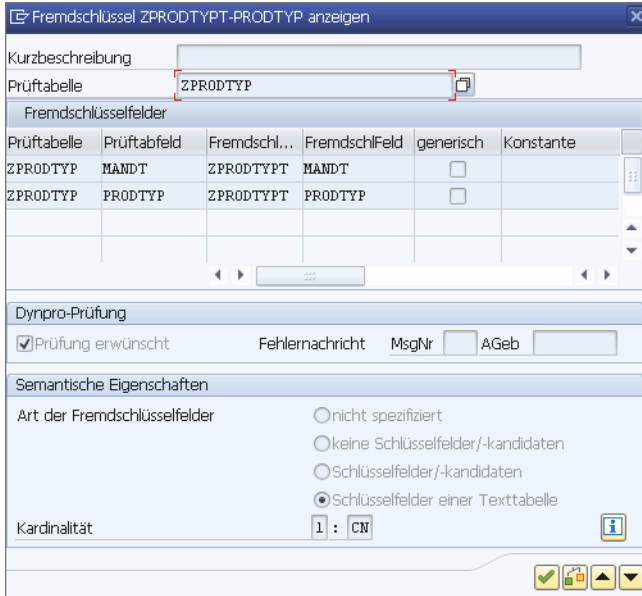 Fremdschlüssel ZPRODTYPT-PRODTYP anzeigen
Kurzbeschreibung
Prüftabelle ZPRODTYP
Fremdschlüsselfelder
Prüftabelle Prüftabfeld Fremdschl... FremdschlFeld generisch Konstante
ZPRODTYP MANDT ZPRODTYPT MANDT
ZPRODTYP PRODTYP ZPRODTYPT PRODTYP
Dynpro-Prüfung
Prüfung erwünscht Fehlernachricht MsgNr AGeb
Semantische Eigenschaften
Art der Fremdschlüsselfelder nicht spezifiziert
keine Schlüsselfelder/-kandidaten
Schlüsselfelder/-kandidaten
Schlüsselfelder einer Texttabelle
Kardinalität 1 : CN